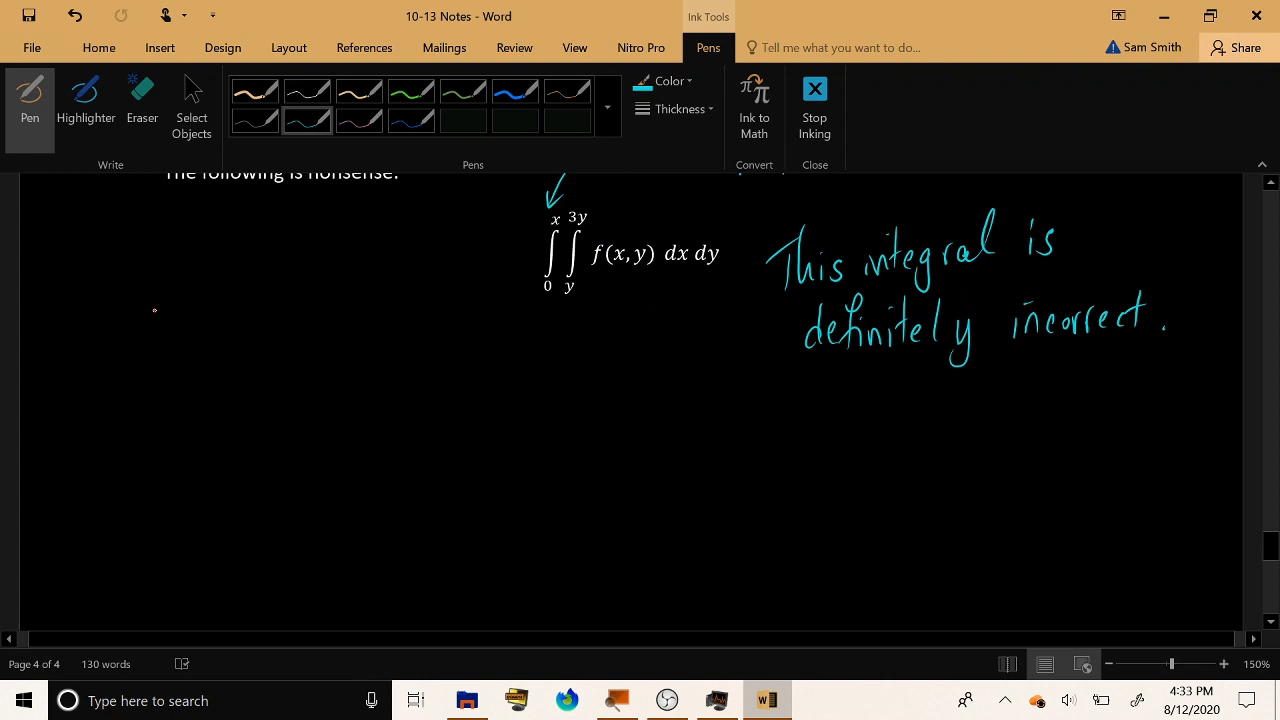 10-13 Notes - Word
Ink Tools
File Home Insert Design Layout References Mailings Review View Nitro Pro Pens Tell me what you want to do... Sam Smith Share
Pen Highlighter Eraser Select Objects
Color
Thickness
Ink to Math
Stop Inking
Write Pens Convert Close
The following is nonsense:
x 3y
∫ ∫ f(x, y) dx dy
0 y
This integral is
definitely incorrect.
Page 4 of 4 130 words 150%
Type here to search
4:33 PM
8/12/2020